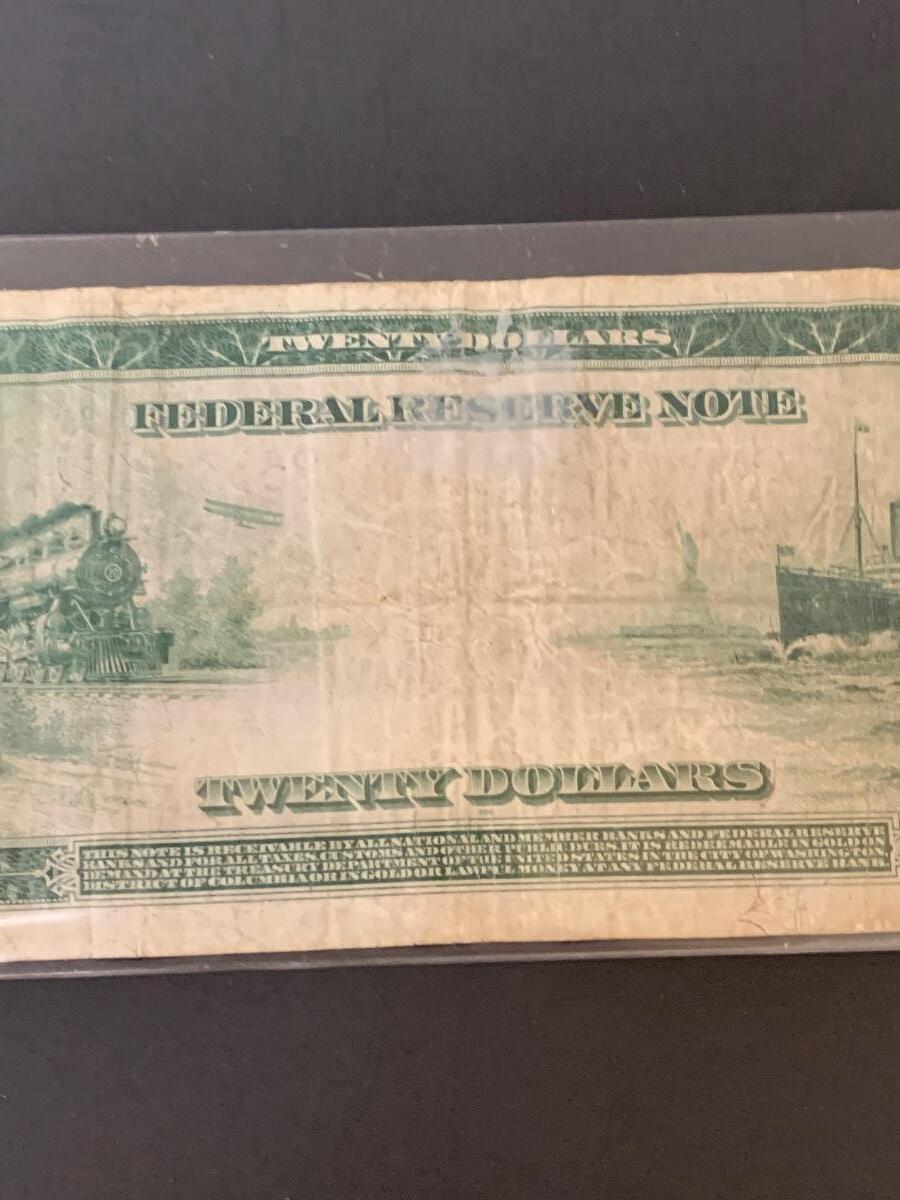 TWENTY DOLLARS
FEDERAL RESERVE NOTE
TWENTY DOLLARS
THIS NOTE IS RECEIVABLE BY ALL NATIONAL AND MEMBER BANKS AND FEDERAL RESERVE
BANKS AND FOR ALL TAXES, CUSTOMS AND OTHER PUBLIC DUES. IT IS REDEEMABLE IN GOLD ON
DEMAND AT THE TREASURY DEPARTMENT OF THE UNITED STATES IN THE CITY OF WASHINGTON,
DISTRICT OF COLUMBIA OR IN GOLD OR LAWFUL MONEY AT ANY FEDERAL RESERVE BANK.